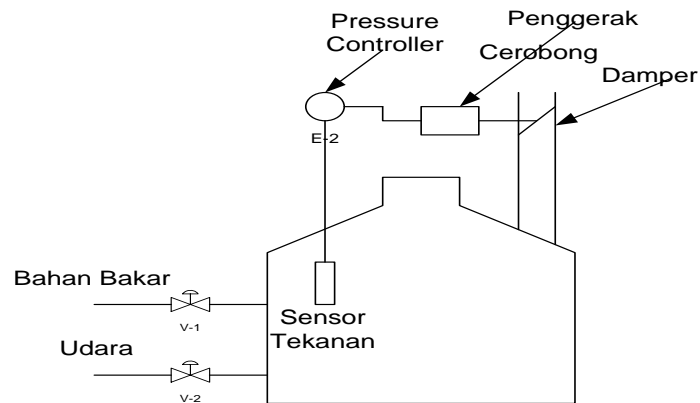 Pressure
Controller
Penggerak
Cerobong
Damper
E-2
Bahan Bakar
V-1
Sensor
Tekanan
Udara
V-2